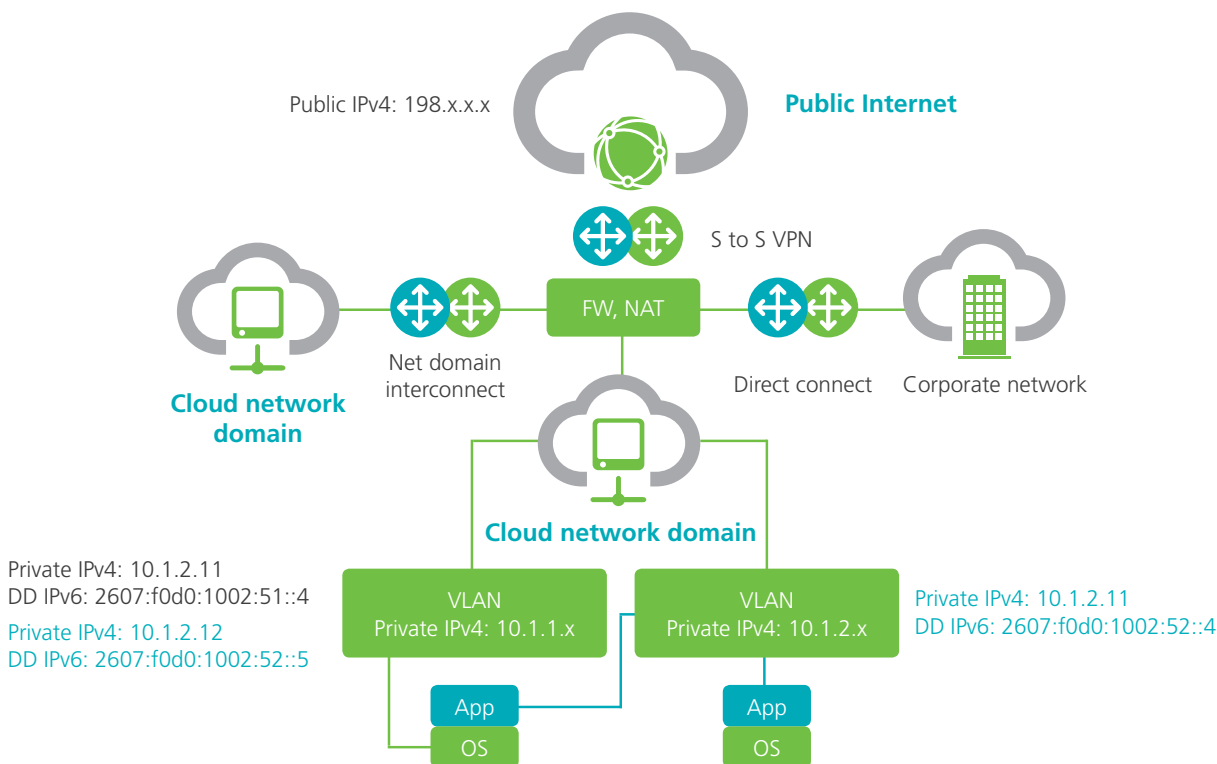 Public IPv4: 198.x.x.x
Public Internet
S to S VPN
FW, NAT
Net domain
interconnect
Direct connect
Corporate network
Cloud network
domain
Cloud network domain
Private IPv4: 10.1.2.11
DD IPv6: 2607:f0d0:1002:51::4
Private IPv4: 10.1.2.12
DD IPv6: 2607:f0d0:1002:52::5
VLAN
Private IPv4: 10.1.1.x
VLAN
Private IPv4: 10.1.2.x
Private IPv4: 10.1.2.11
DD IPv6: 2607:f0d0:1002:52::4
App
OS
App
OS